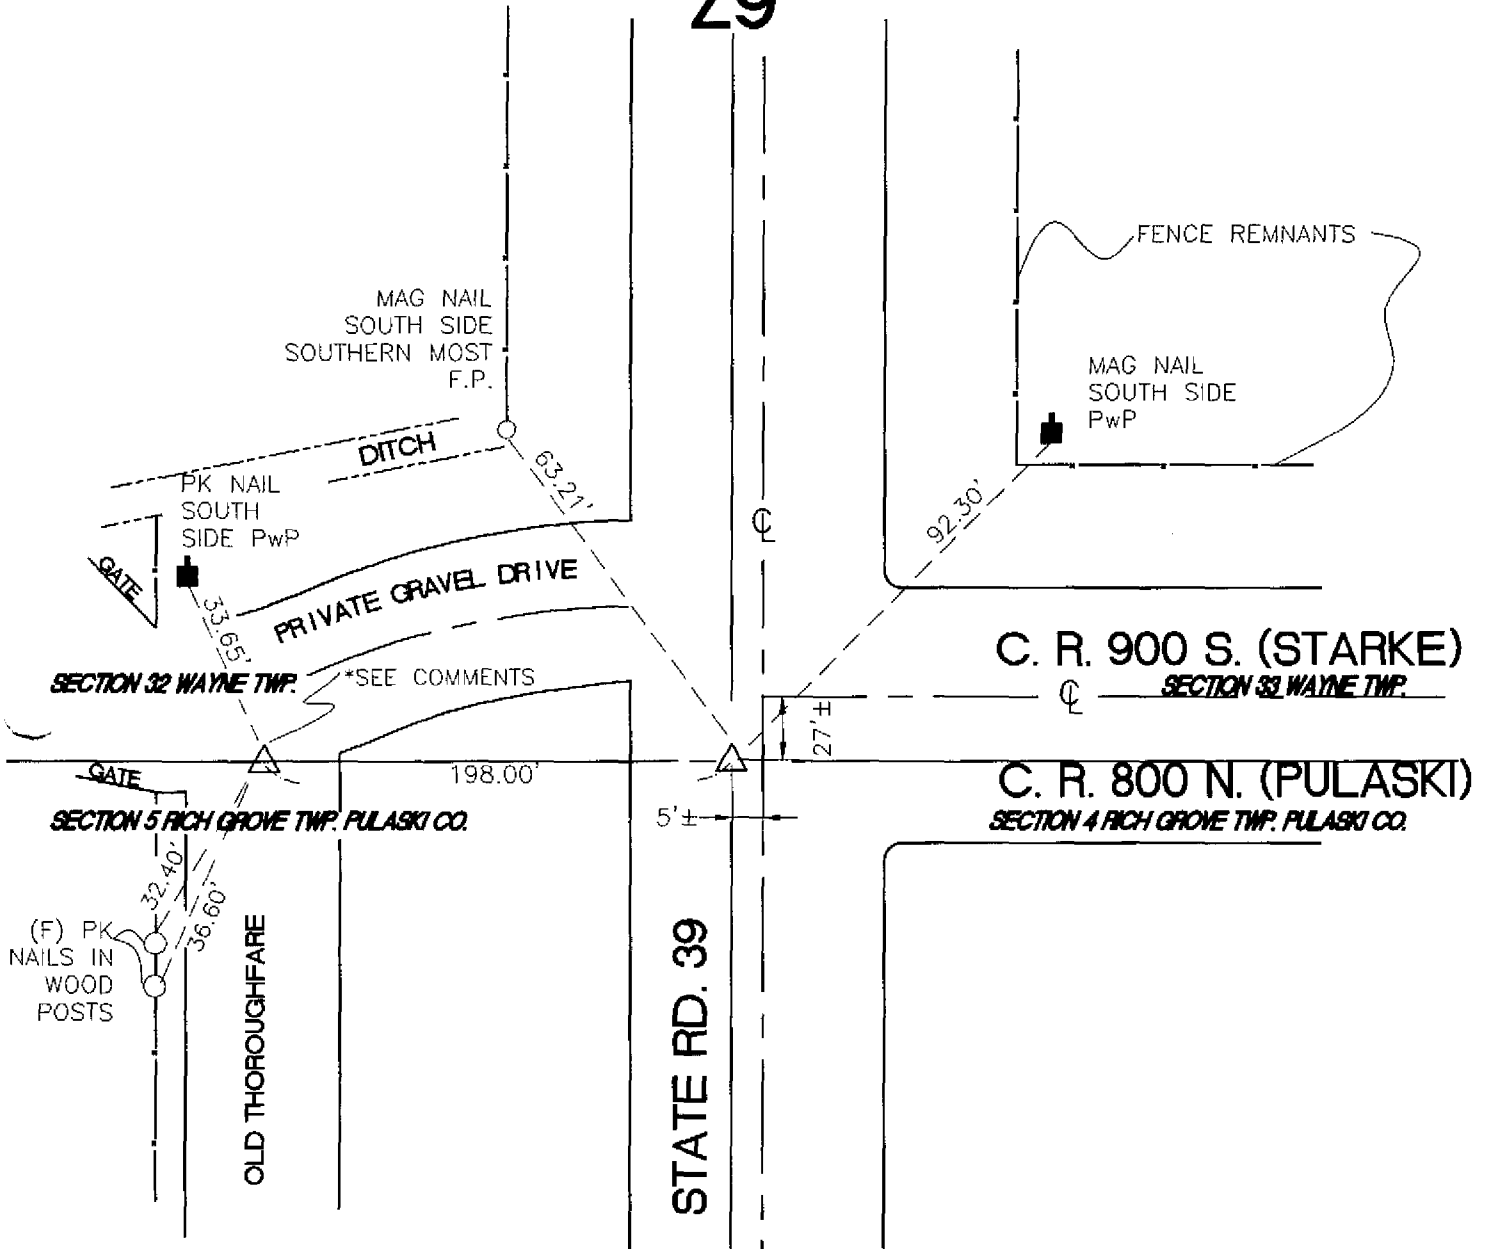 Z9
MAG NAIL
SOUTH SIDE
SOUTHERN MOST
F.P.
FENCE REMNANTS
MAG NAIL
SOUTH SIDE
PwP
DITCH
63.21'
92.30'
PK NAIL
SOUTH
SIDE PwP
℄
GATE
33.65'
PRIVATE GRAVEL DRIVE
C. R. 900 S. (STARKE)
SECTION 32 WAYNE TWP.
*SEE COMMENTS
℄
SECTION 33 WAYNE TWP.
27'±
GATE
198.00'
C. R. 800 N. (PULASKI)
SECTION 5 RICH GROVE TWP. PULASKI CO.
5'±
SECTION 4 RICH GROVE TWP. PULASKI CO.
32.40'
36.60'
(F) PK
NAILS IN
WOOD
POSTS
OLD THOROUGHFARE
STATE RD. 39